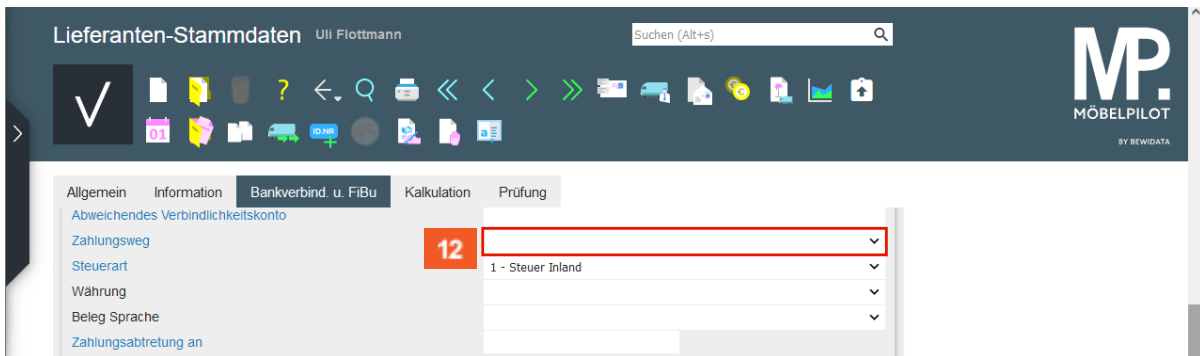 Lieferanten-Stammdaten Uli Flottmann
Suchen (Alt+s)
MP.
MÖBELPILOT
BY BEWIDATA
?
01
ID.NR
a
Allgemein Information Bankverbind. u. FiBu Kalkulation Prüfung
Abweichendes Verbindlichkeitskonto
Zahlungsweg
12
Steuerart 1 - Steuer Inland
Währung
Beleg Sprache
Zahlungsabtretung an